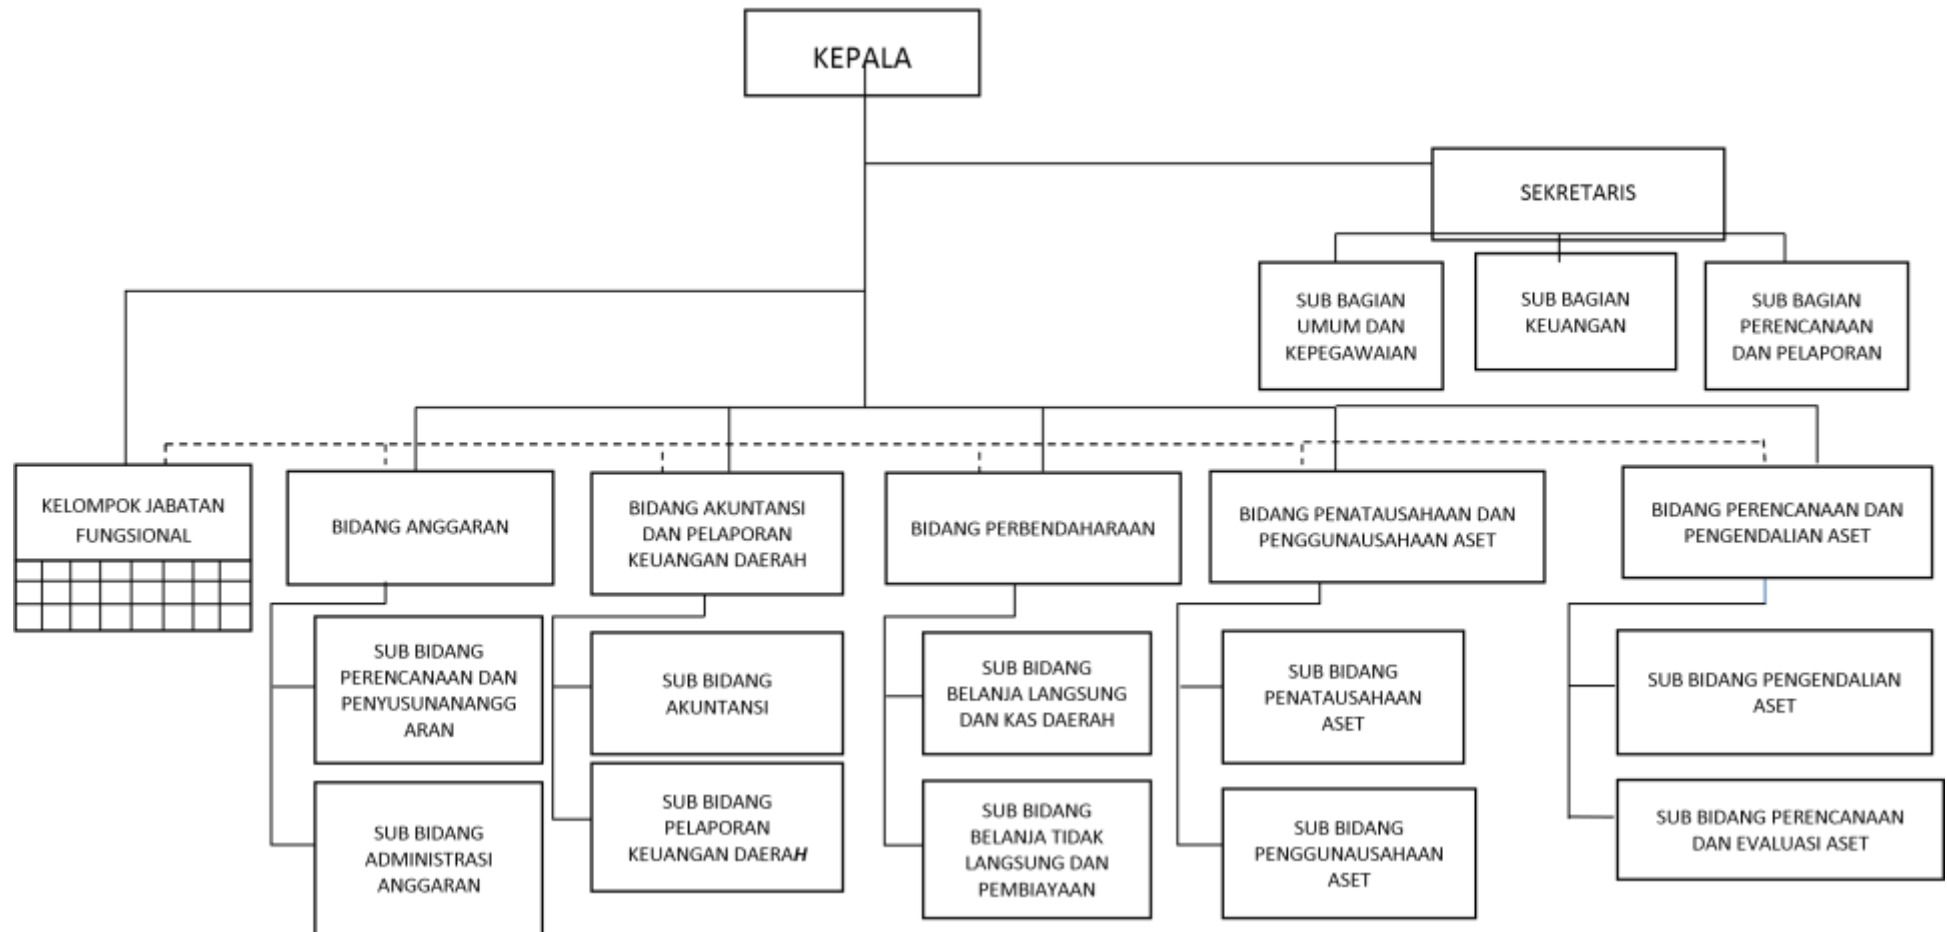 KEPALA
SEKRETARIS
SUB BAGIAN
UMUM DAN
KEPEGAWAIAN
SUB BAGIAN
KEUANGAN
SUB BAGIAN
PERENCANAAN
DAN PELAPORAN
KELOMPOK JABATAN
FUNGSIONAL
BIDANG ANGGARAN
BIDANG AKUNTANSI
DAN PELAPORAN
KEUANGAN DAERAH
BIDANG PERBENDAHARAAN
BIDANG PENATAUSAHAAN DAN
PENGGUNAUSAHAAN ASET
BIDANG PERENCANAAN DAN
PENGENDALIAN ASET
SUB BIDANG
PERENCANAAN DAN
PENYUSUNANANGG
ARAN
SUB BIDANG
AKUNTANSI
SUB BIDANG
BELANJA LANGSUNG
DAN KAS DAERAH
SUB BIDANG
PENATAUSAHAAN
ASET
SUB BIDANG PENGENDALIAN
ASET
SUB BIDANG
ADMINISTRASI
ANGGARAN
SUB BIDANG
PELAPORAN
KEUANGAN DAERAH
SUB BIDANG
BELANJA TIDAK
LANGSUNG DAN
PEMBIAYAAN
SUB BIDANG
PENGGUNAUSAHAAN
ASET
SUB BIDANG PERENCANAAN
DAN EVALUASI ASET